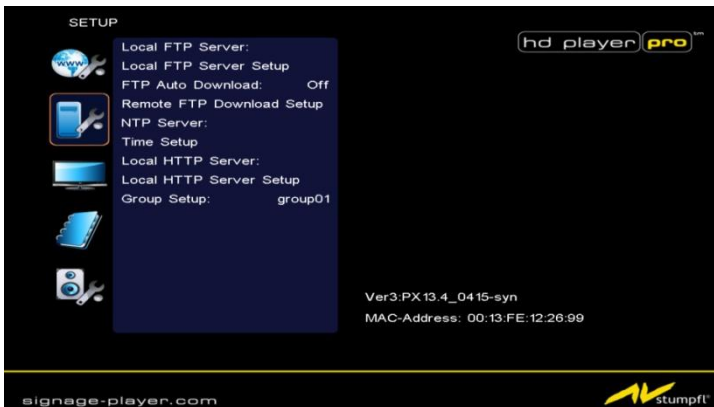 SETUP
hd player pro™
www
Local FTP Server:
Local FTP Server Setup
FTP Auto Download: Off
Remote FTP Download Setup
NTP Server:
Time Setup
Local HTTP Server:
Local HTTP Server Setup
Group Setup: group01
Ver3:PX13.4_0415-syn
MAC-Address: 00:13:FE:12:26:99
signage-player.com
AV stumpfl®